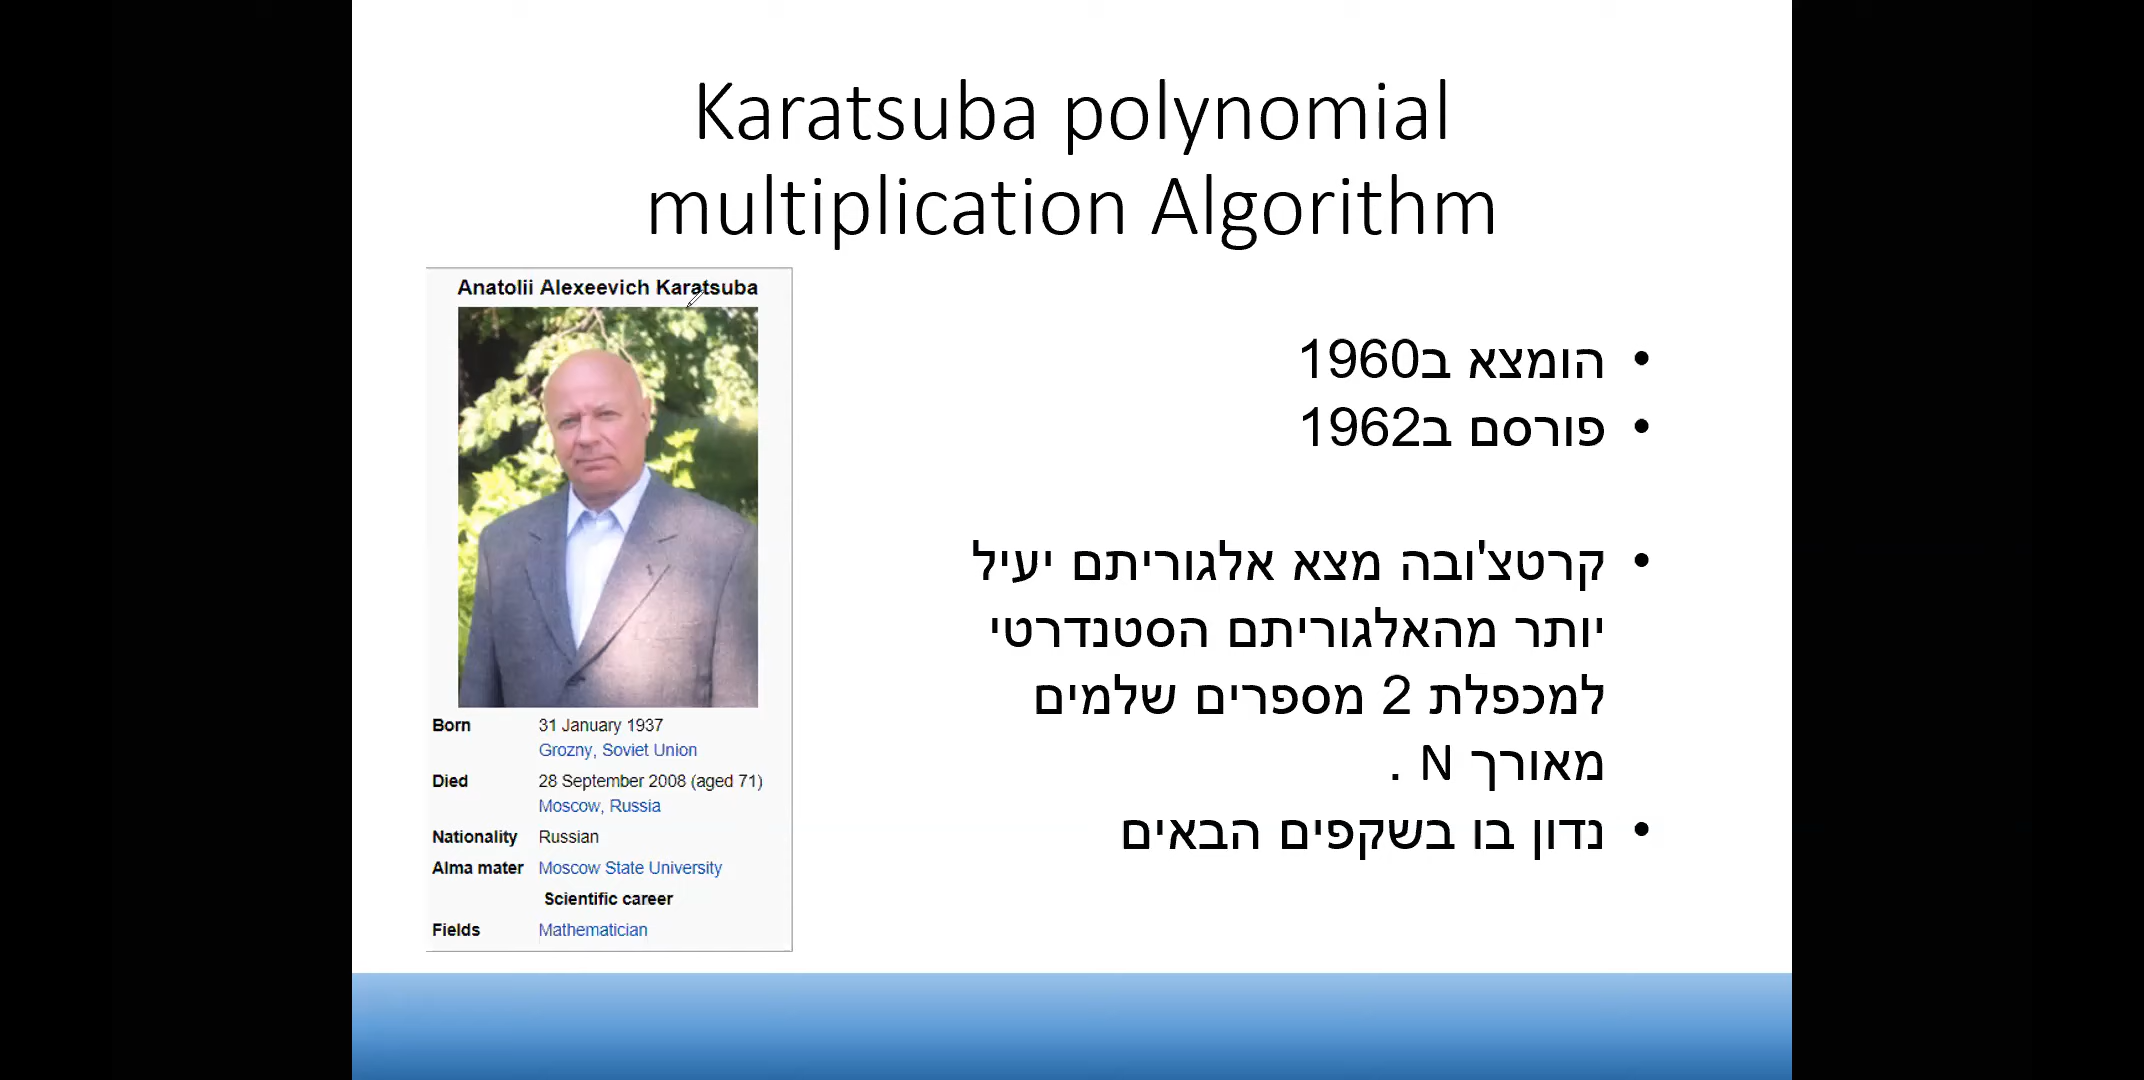 Karatsuba polynomial
multiplication Algorithm
Anatolii Alexeevich Karatsuba
Born 31 January 1937
Grozny, Soviet Union
Died 28 September 2008 (aged 71)
Moscow, Russia
Nationality Russian
Alma mater Moscow State University
Scientific career
Fields Mathematician
• הומצא ב1960
• פורסם ב1962
• קרטצ'ובה מצא אלגוריתם יעיל
יותר מהאלגוריתם הסטנדרטי
למכפלת 2 מספרים שלמים
מאורך N .
• נדון בו בשקפים הבאים